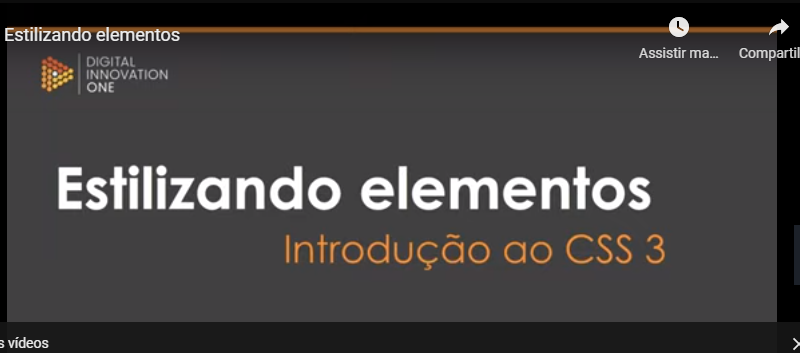 Estilizando elementos
Assistir ma...
Compartil
DIGITAL
INNOVATION
ONE
Estilizando elementos
Introdução ao CSS 3
s vídeos